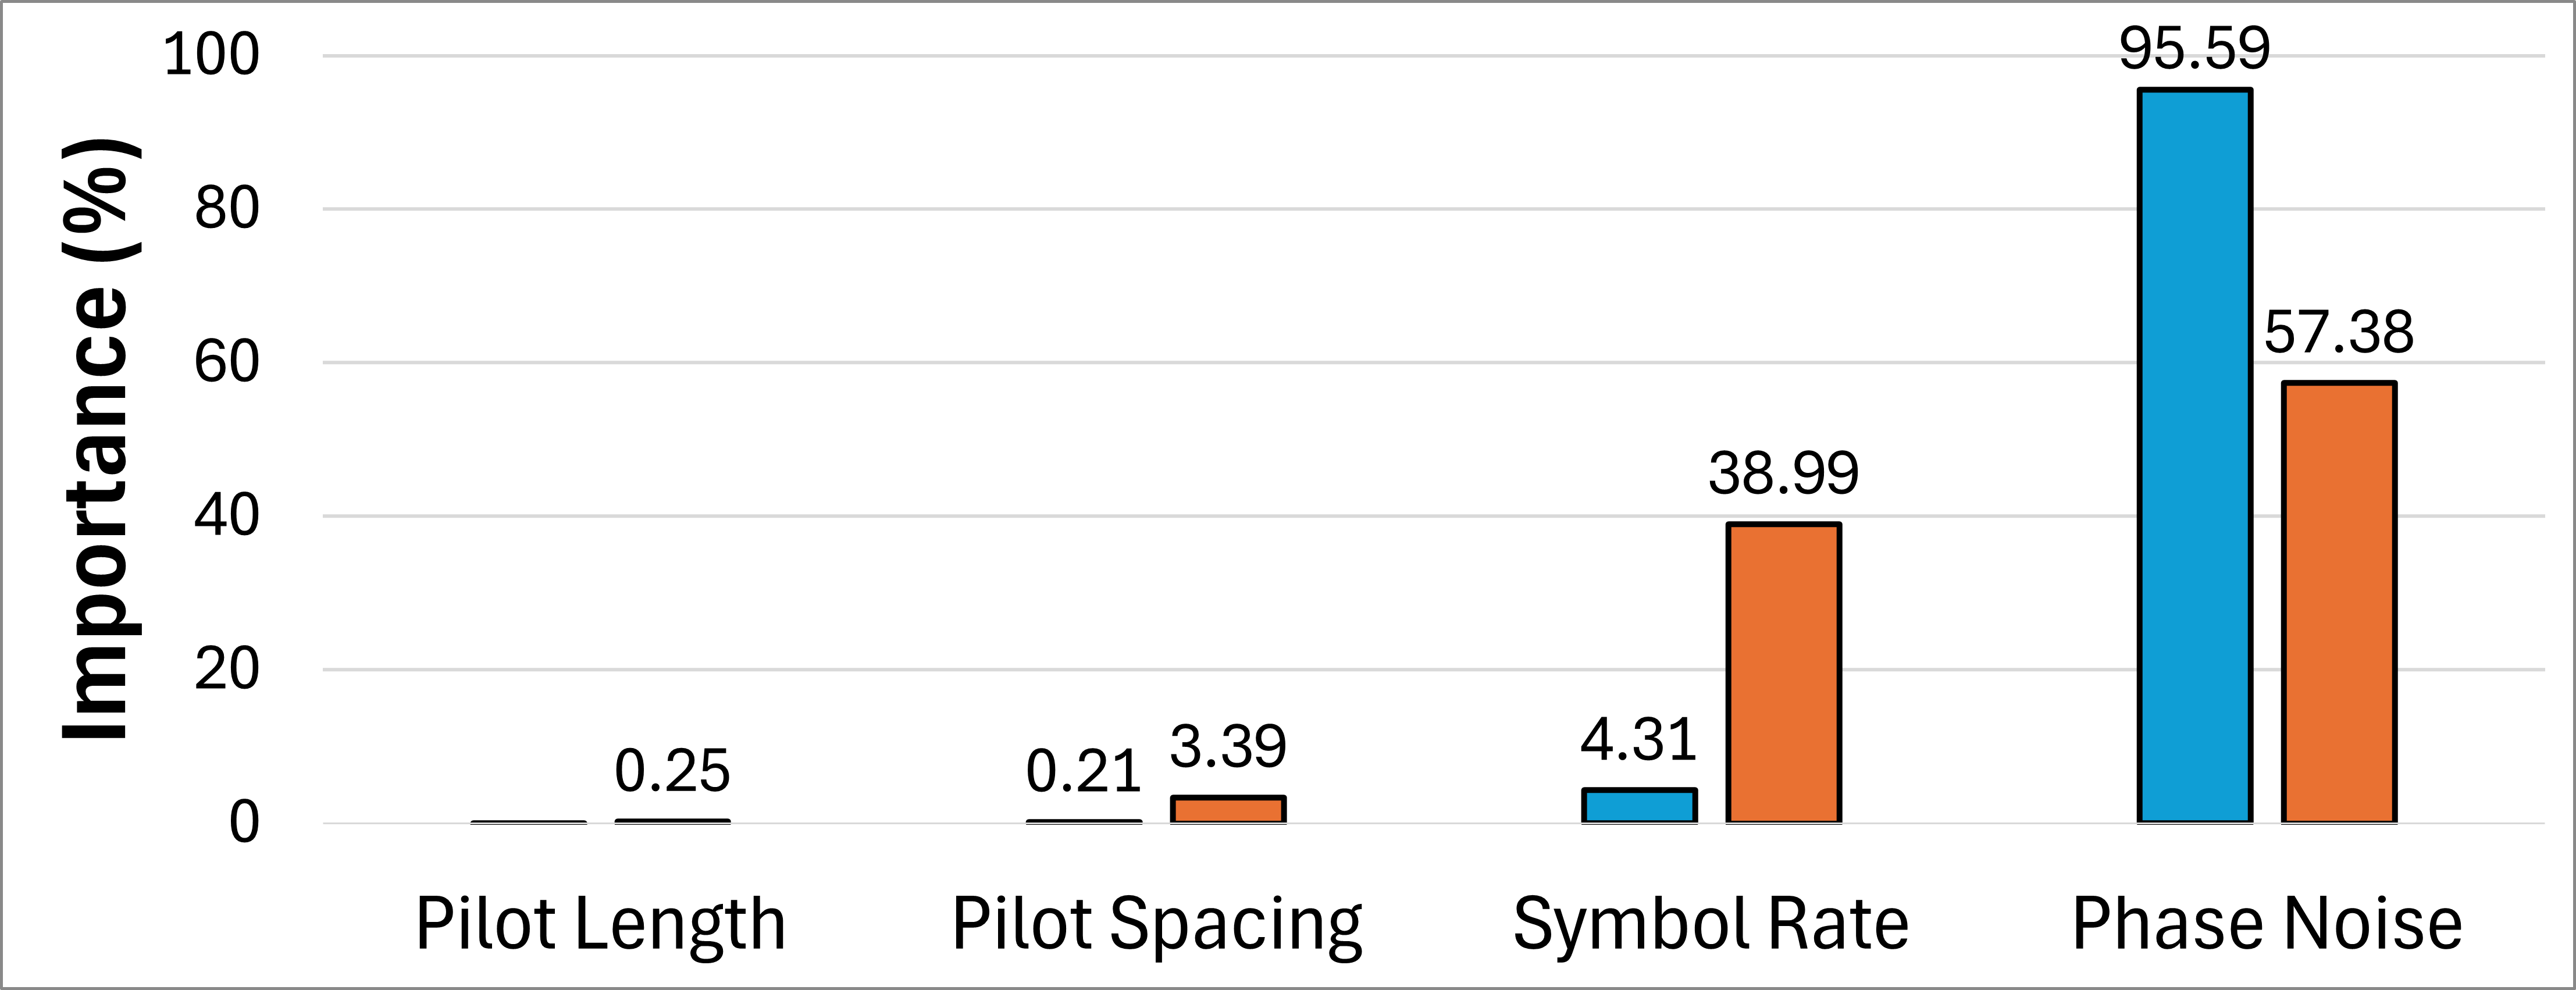 Importance (%)
100
80
60
40
20
0
0.25
0.21
3.39
4.31
38.99
95.59
57.38
Pilot Length
Pilot Spacing
Symbol Rate
Phase Noise